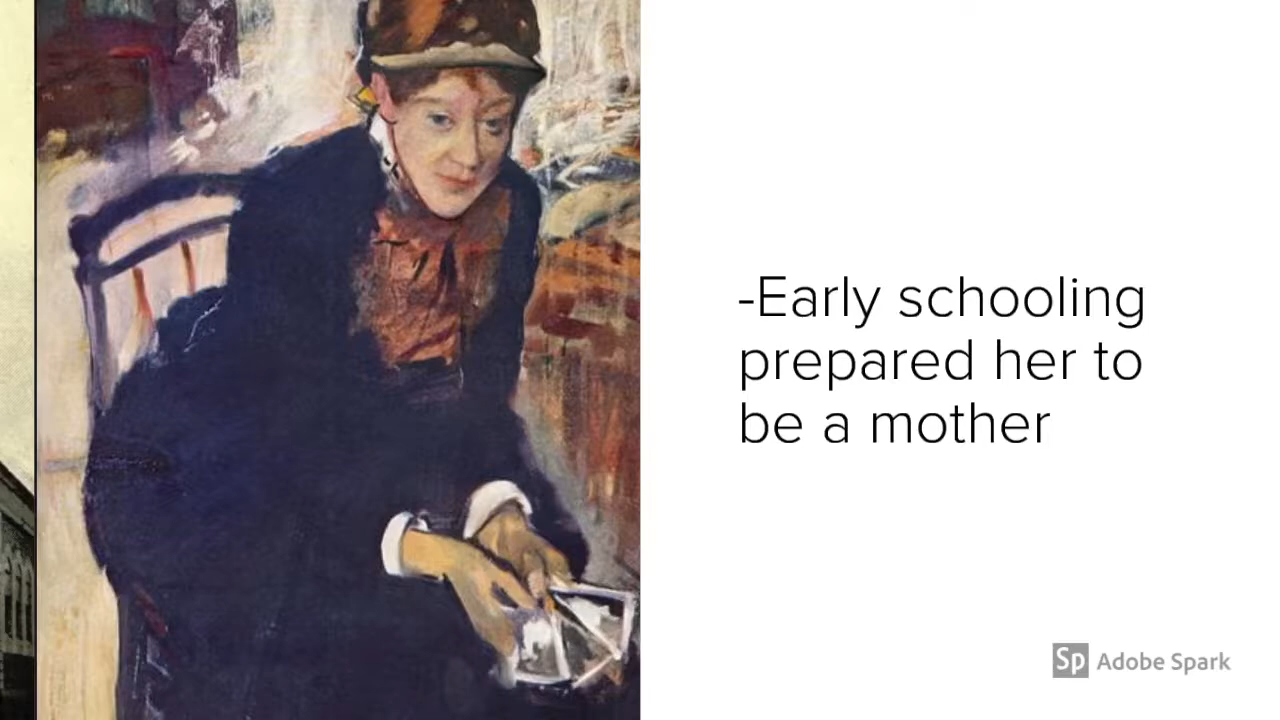 -Early schooling
prepared her to
be a mother
Sp Adobe Spark